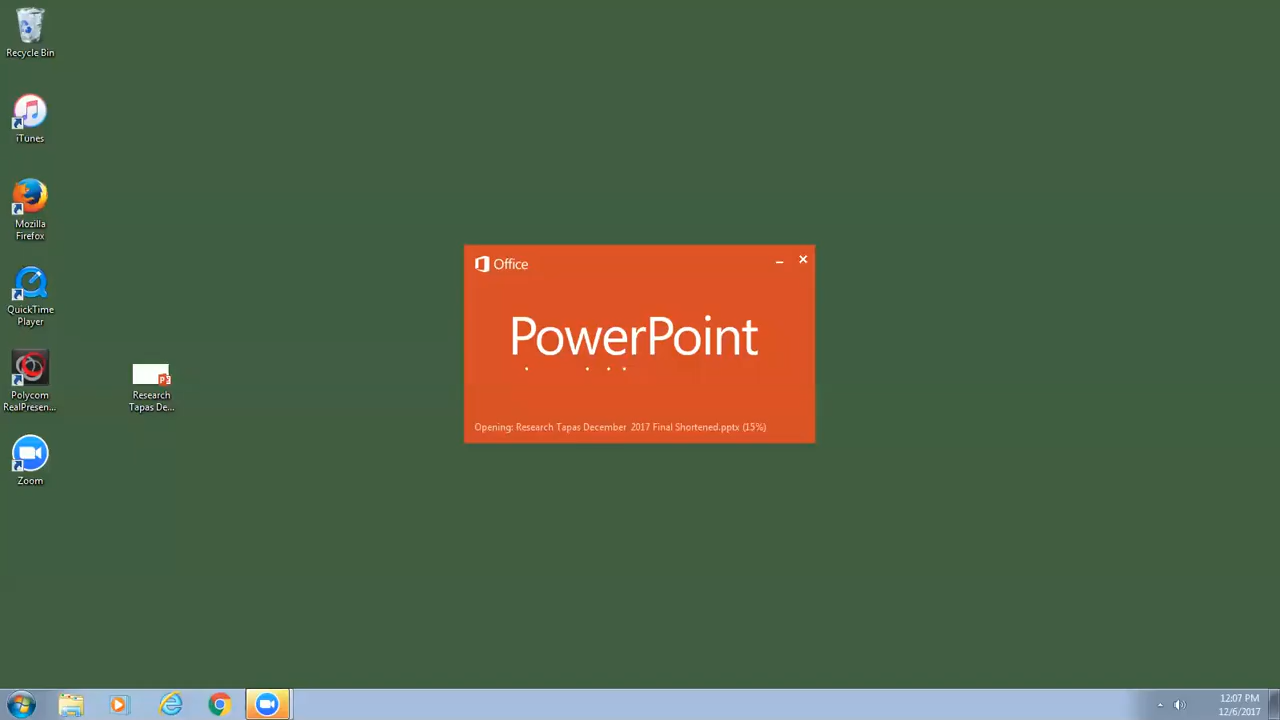 Recycle Bin
iTunes
Mozilla
Firefox
QuickTime
Player
Polycom
RealPresen...
Research
Tapas De...
Zoom
Office
PowerPoint
Opening: Research Tapas December 2017 Final Shortened.pptx (15%)
12:07 PM
12/6/2017